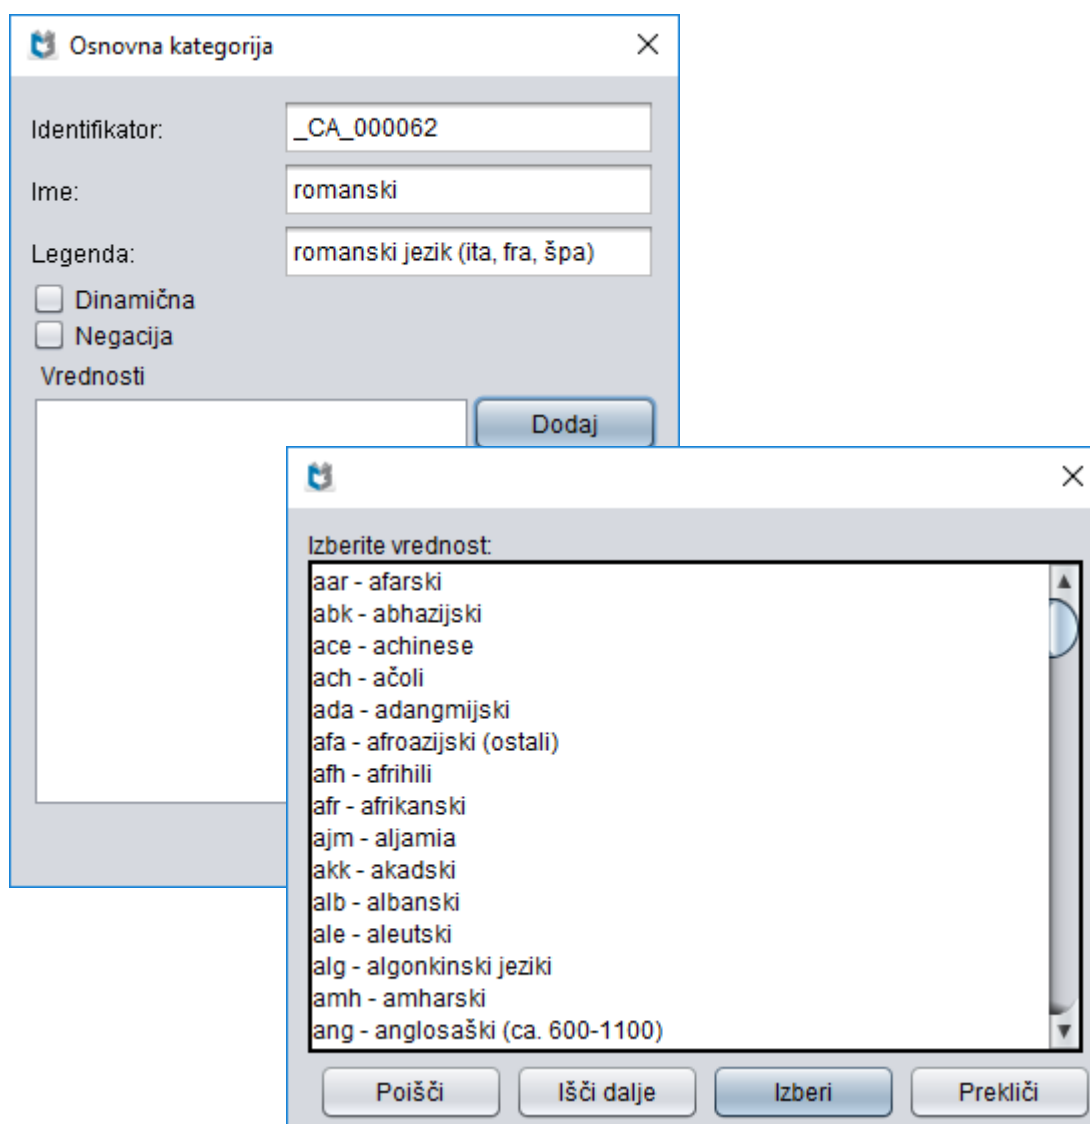 Osnovna kategorija
Identifikator: _CA_000062
Ime: romanski
Legenda: romanski jezik (ita, fra, špa)
Dinamična
Negacija
Vrednosti
Dodaj
Izberite vrednost:
aar - afarski
abk - abhazijski
ace - achinese
ach - ačoli
ada - adangmijski
afa - afroazijski (ostali)
afh - afrihili
afr - afrikanski
ajm - aljamia
akk - akadski
alb - albanski
ale - aleutski
alg - algonkinski jeziki
amh - amharski
ang - anglosaški (ca. 600-1100)
Poišči Išči dalje Izberi Prekliči